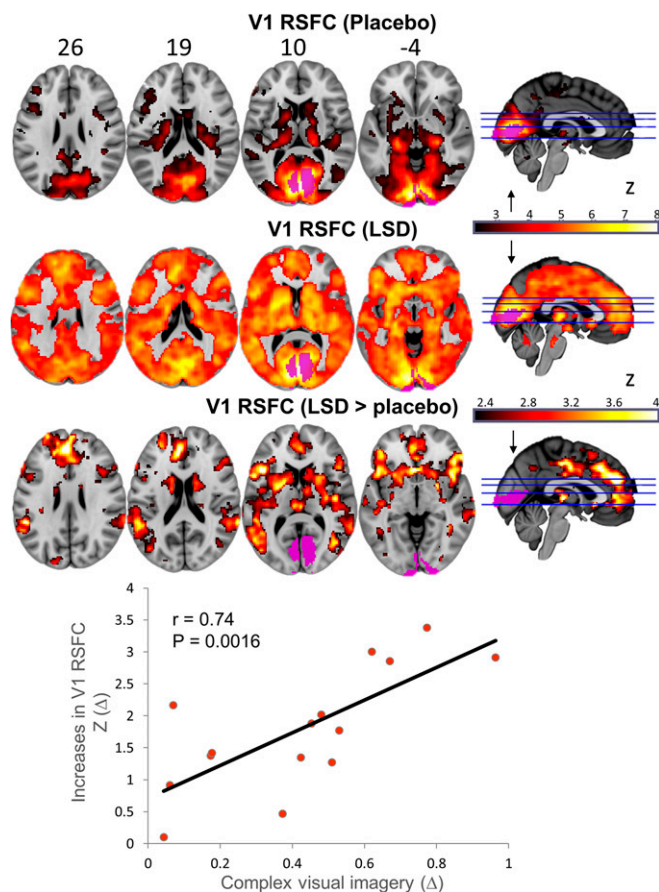 V1 RSFC (Placebo)
26 19 10 -4
Z
3 4 5 6 7 8
V1 RSFC (LSD)
Z
2.4 2.8 3.2 3.6 4
V1 RSFC (LSD > placebo)
r = 0.74
P = 0.0016
Increases in V1 RSFC
Z (Δ)
4
3.5
3
2.5
2
1.5
1
0.5
0
0 0.2 0.4 0.6 0.8 1
Complex visual imagery (Δ)